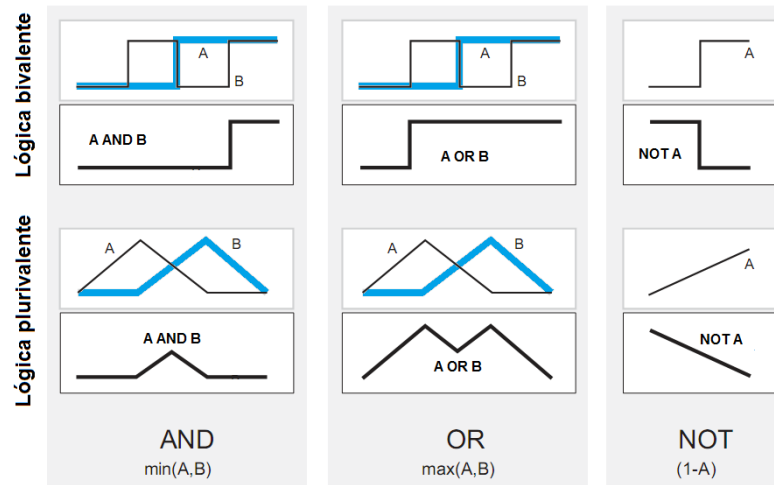 Lógica bivalente
A
B
A AND B
A
B
A OR B
A
NOT A
Lógica plurivalente
A
B
A AND B
A
B
A OR B
A
NOT A
AND
min(A,B)
OR
max(A,B)
NOT
(1-A)